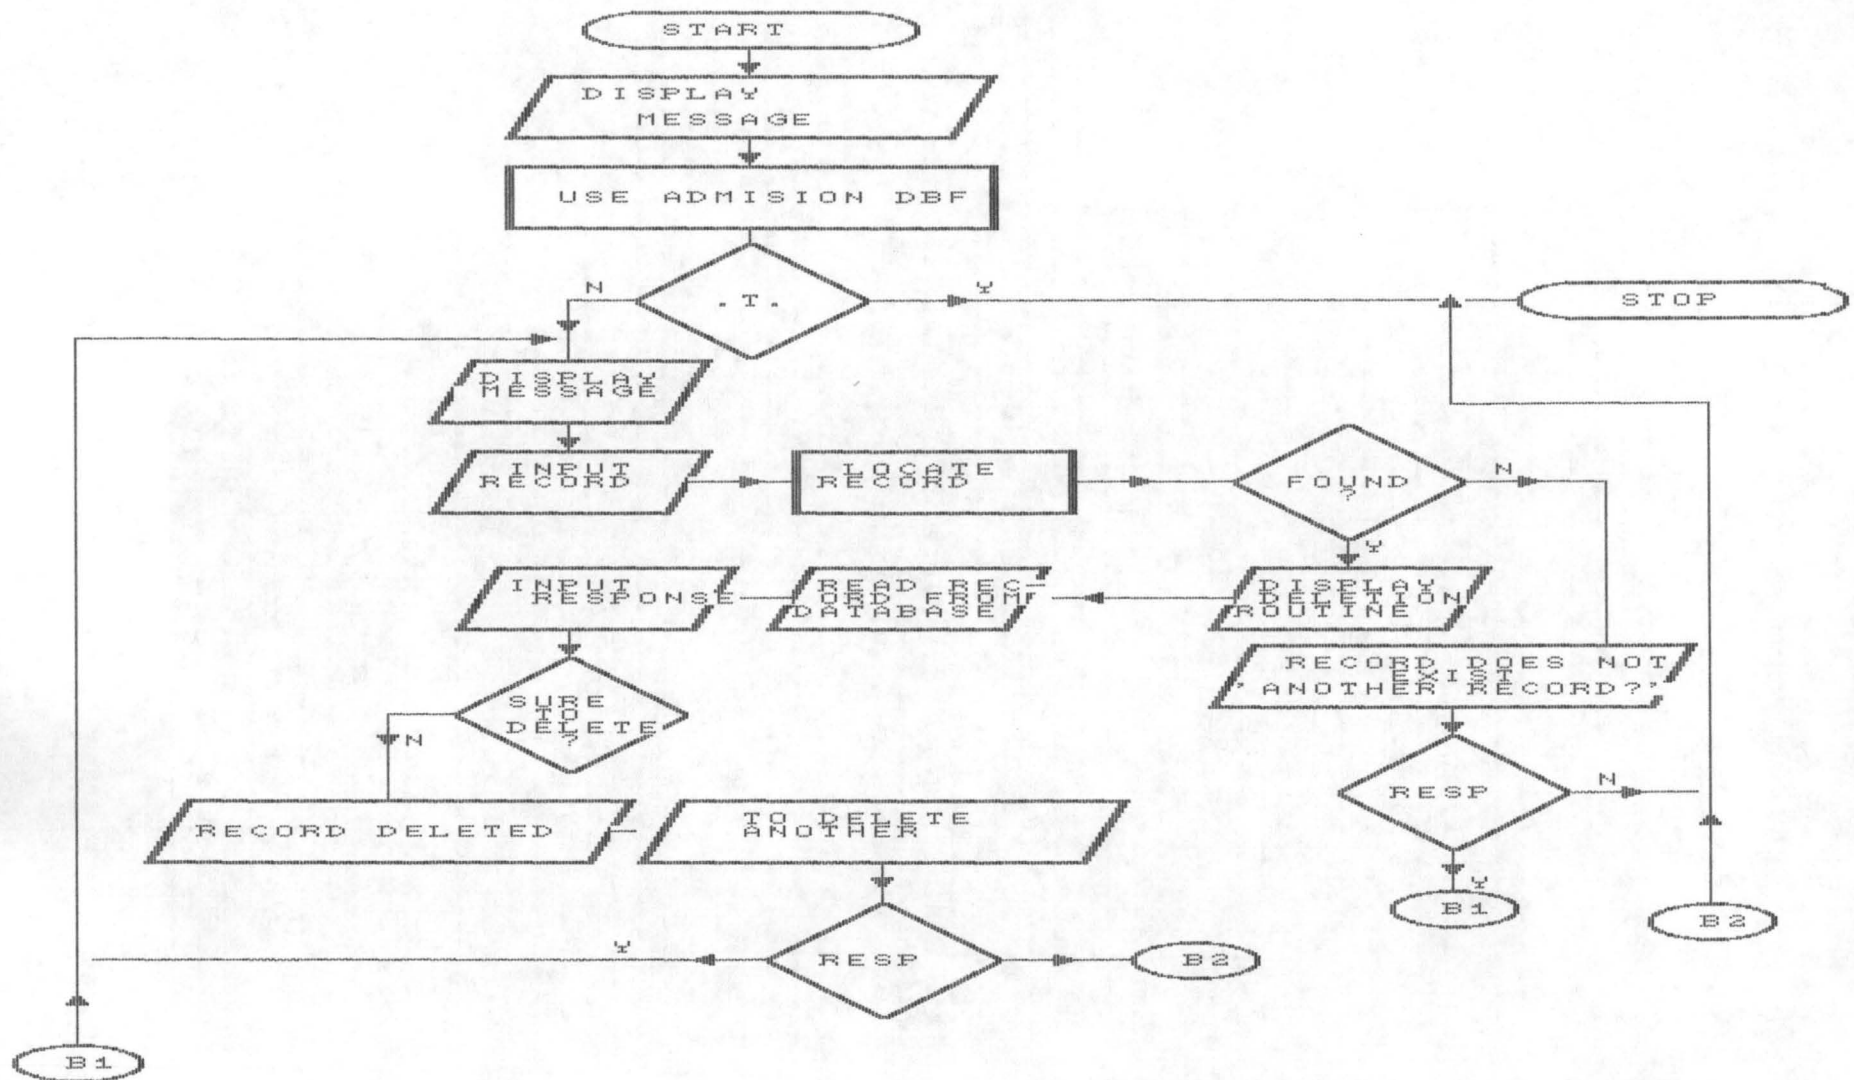 START
DISPLAY
MESSAGE
USE ADMISION DBF
.T.
N
Y
STOP
DISPLAY
MESSAGE
INPUT
RECORD
LOCATE
RECORD
FOUND
?
N
Y
INPUT
RESPONSE
READ REC-
ORD FROM
DATABASE
DISPLAY
DELETION
ROUTINE
RECORD DOES NOT
EXIST
'ANOTHER RECORD?'
SURE
TO
DELETE
?
N
RESP
N
Y
RECORD DELETED
TO DELETE
ANOTHER
B1
B2
Y
RESP
B2
B1